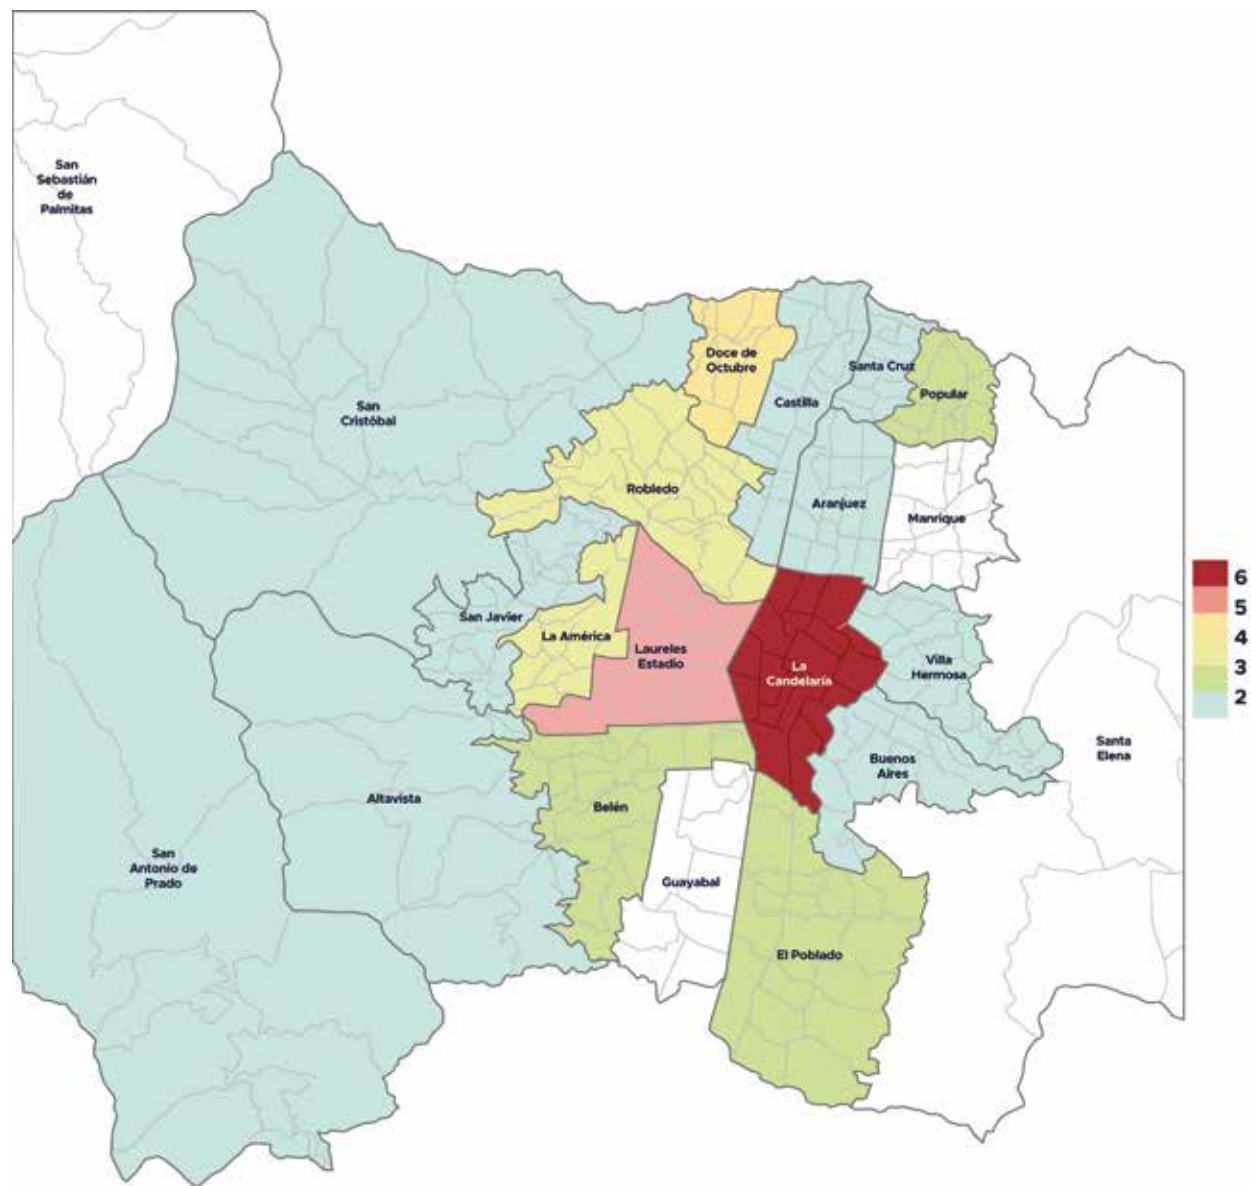 San
Sebastián
de
Palmitas
Doce de
Octubre
Santa Cruz
Popular
Castilla
San
Cristóbal
Robledo
Aranjuez
Manrique
6
5
4
3
2
San Javier
La América
Laureles
Estadio
La
Candelaria
Villa
Hermosa
Santa
Elena
Buenos
Aires
Altavista
Belén
San
Antonio de
Prado
Guayabal
El Poblado